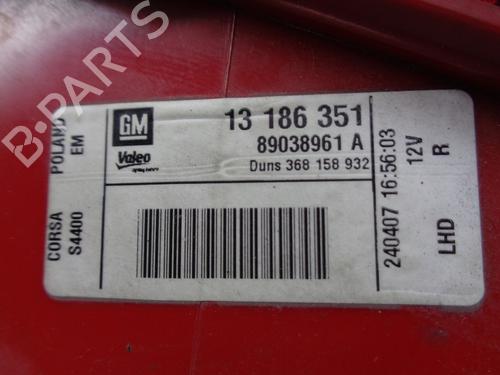 GM
13 186 351
Valeo
89038961 A
Duns 368 158 932
CORSA POLAND
S4400 EM
240407 16:56:03
LHD 12V
R
B-PARTS